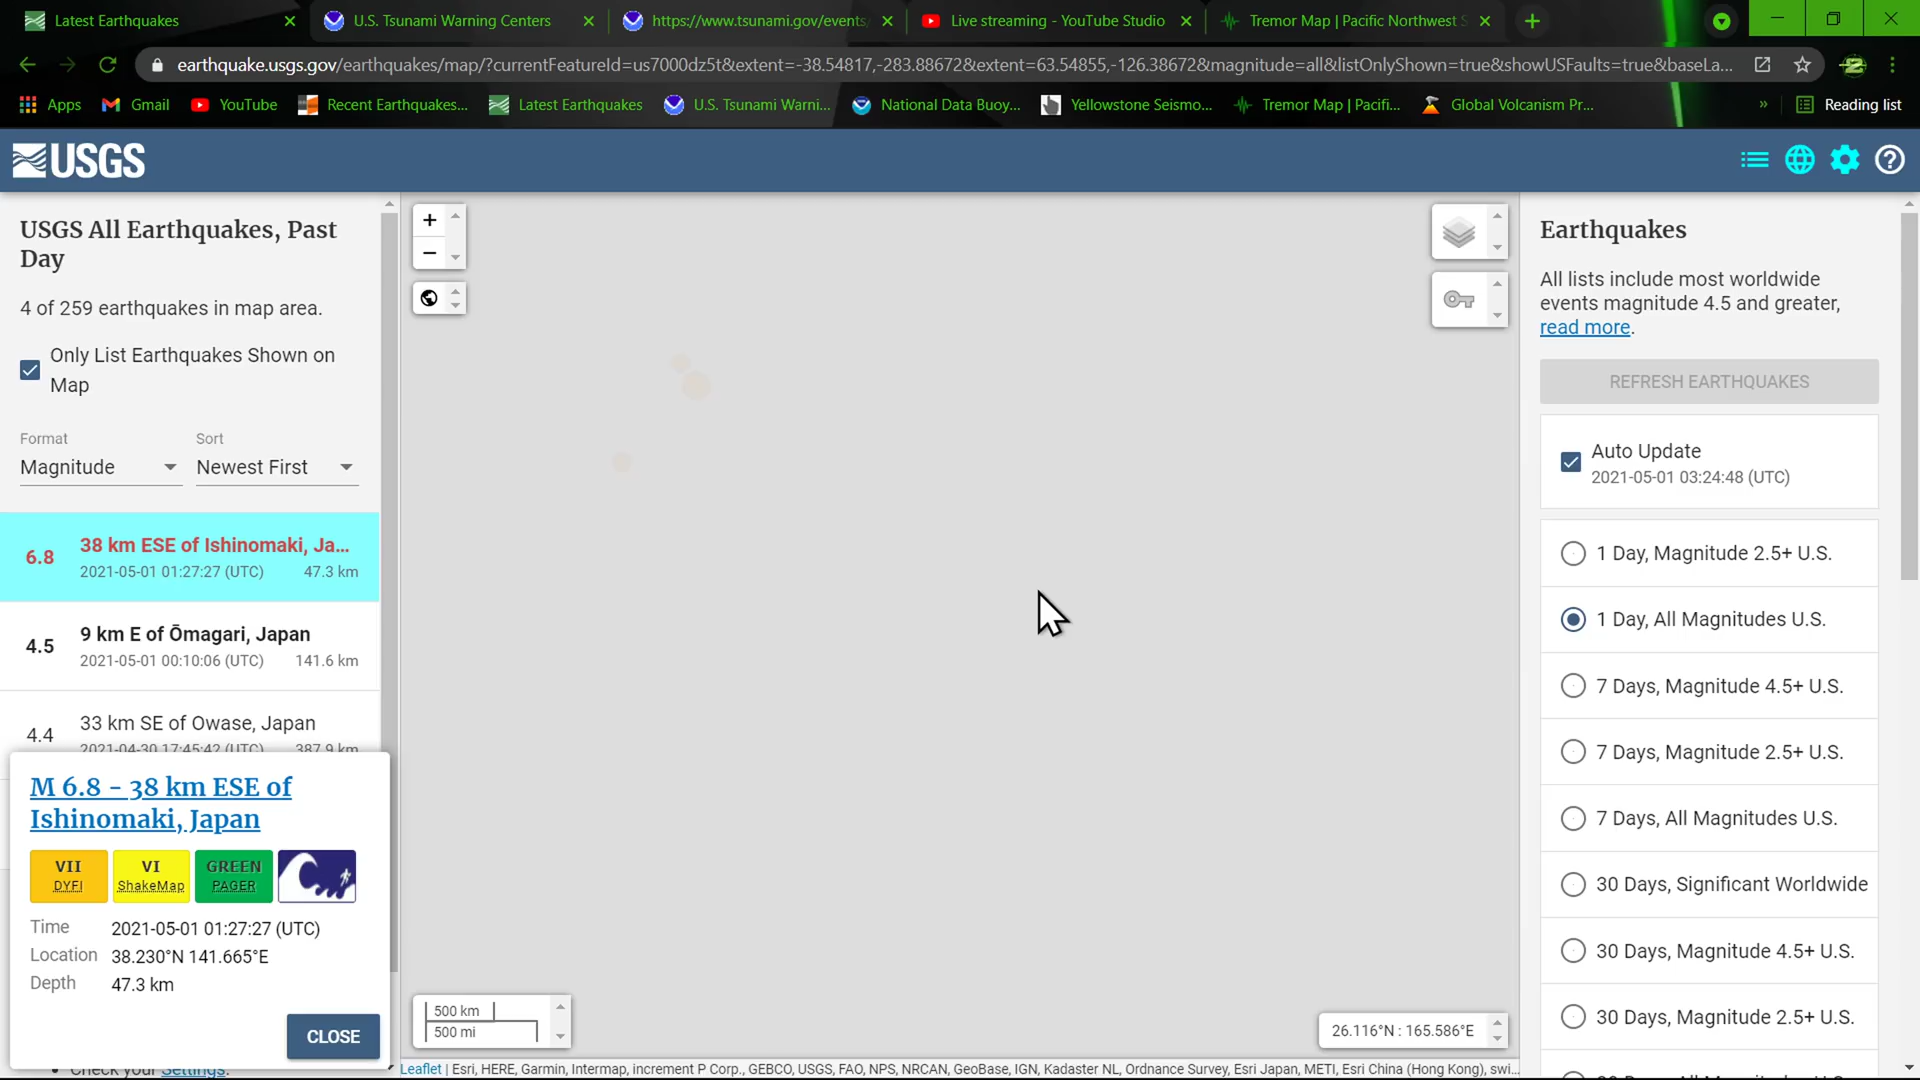 Latest Earthquakes
U.S. Tsunami Warning Centers
https://www.tsunami.gov/events
Live streaming - YouTube Studio
Tremor Map | Pacific Northwest S
earthquake.usgs.gov/earthquakes/map/?currentFeatureId=us7000dz5t&extent=-38.54817,-283.88672&extent=63.54855,-126.38672&magnitude=all&listOnlyShown=true&showUSFaults=true&baseLa...
Apps
Gmail
YouTube
Recent Earthquakes...
Latest Earthquakes
U.S. Tsunami Warni...
National Data Buoy...
Yellowstone Seismo...
Tremor Map | Pacifi...
Global Volcanism Pr...
»
Reading list
USGS
USGS All Earthquakes, Past
Day
4 of 259 earthquakes in map area.
Only List Earthquakes Shown on
Map
Format
Sort
Magnitude
Newest First
6.8
38 km ESE of Ishinomaki, Ja...
2021-05-01 01:27:27 (UTC) 47.3 km
4.5
9 km E of Ōmagari, Japan
2021-05-01 00:10:06 (UTC) 141.6 km
4.4
33 km SE of Owase, Japan
2021-04-30 17:45:42 (UTC) 387.9 km
M 6.8 - 38 km ESE of
Ishinomaki, Japan
VII
DYFI
VI
ShakeMap
GREEN
PAGER
Time 2021-05-01 01:27:27 (UTC)
Location 38.230°N 141.665°E
Depth 47.3 km
CLOSE
Check your Settings.
+
−
500 km
500 mi
26.116°N : 165.586°E
Leaflet | Esri, HERE, Garmin, Intermap, increment P Corp., GEBCO, USGS, FAO, NPS, NRCAN, GeoBase, IGN, Kadaster NL, Ordnance Survey, Esri Japan, METI, Esri China (Hong Kong), swi...
Earthquakes
All lists include most worldwide
events magnitude 4.5 and greater,
read more.
REFRESH EARTHQUAKES
Auto Update
2021-05-01 03:24:48 (UTC)
1 Day, Magnitude 2.5+ U.S.
1 Day, All Magnitudes U.S.
7 Days, Magnitude 4.5+ U.S.
7 Days, Magnitude 2.5+ U.S.
7 Days, All Magnitudes U.S.
30 Days, Significant Worldwide
30 Days, Magnitude 4.5+ U.S.
30 Days, Magnitude 2.5+ U.S.